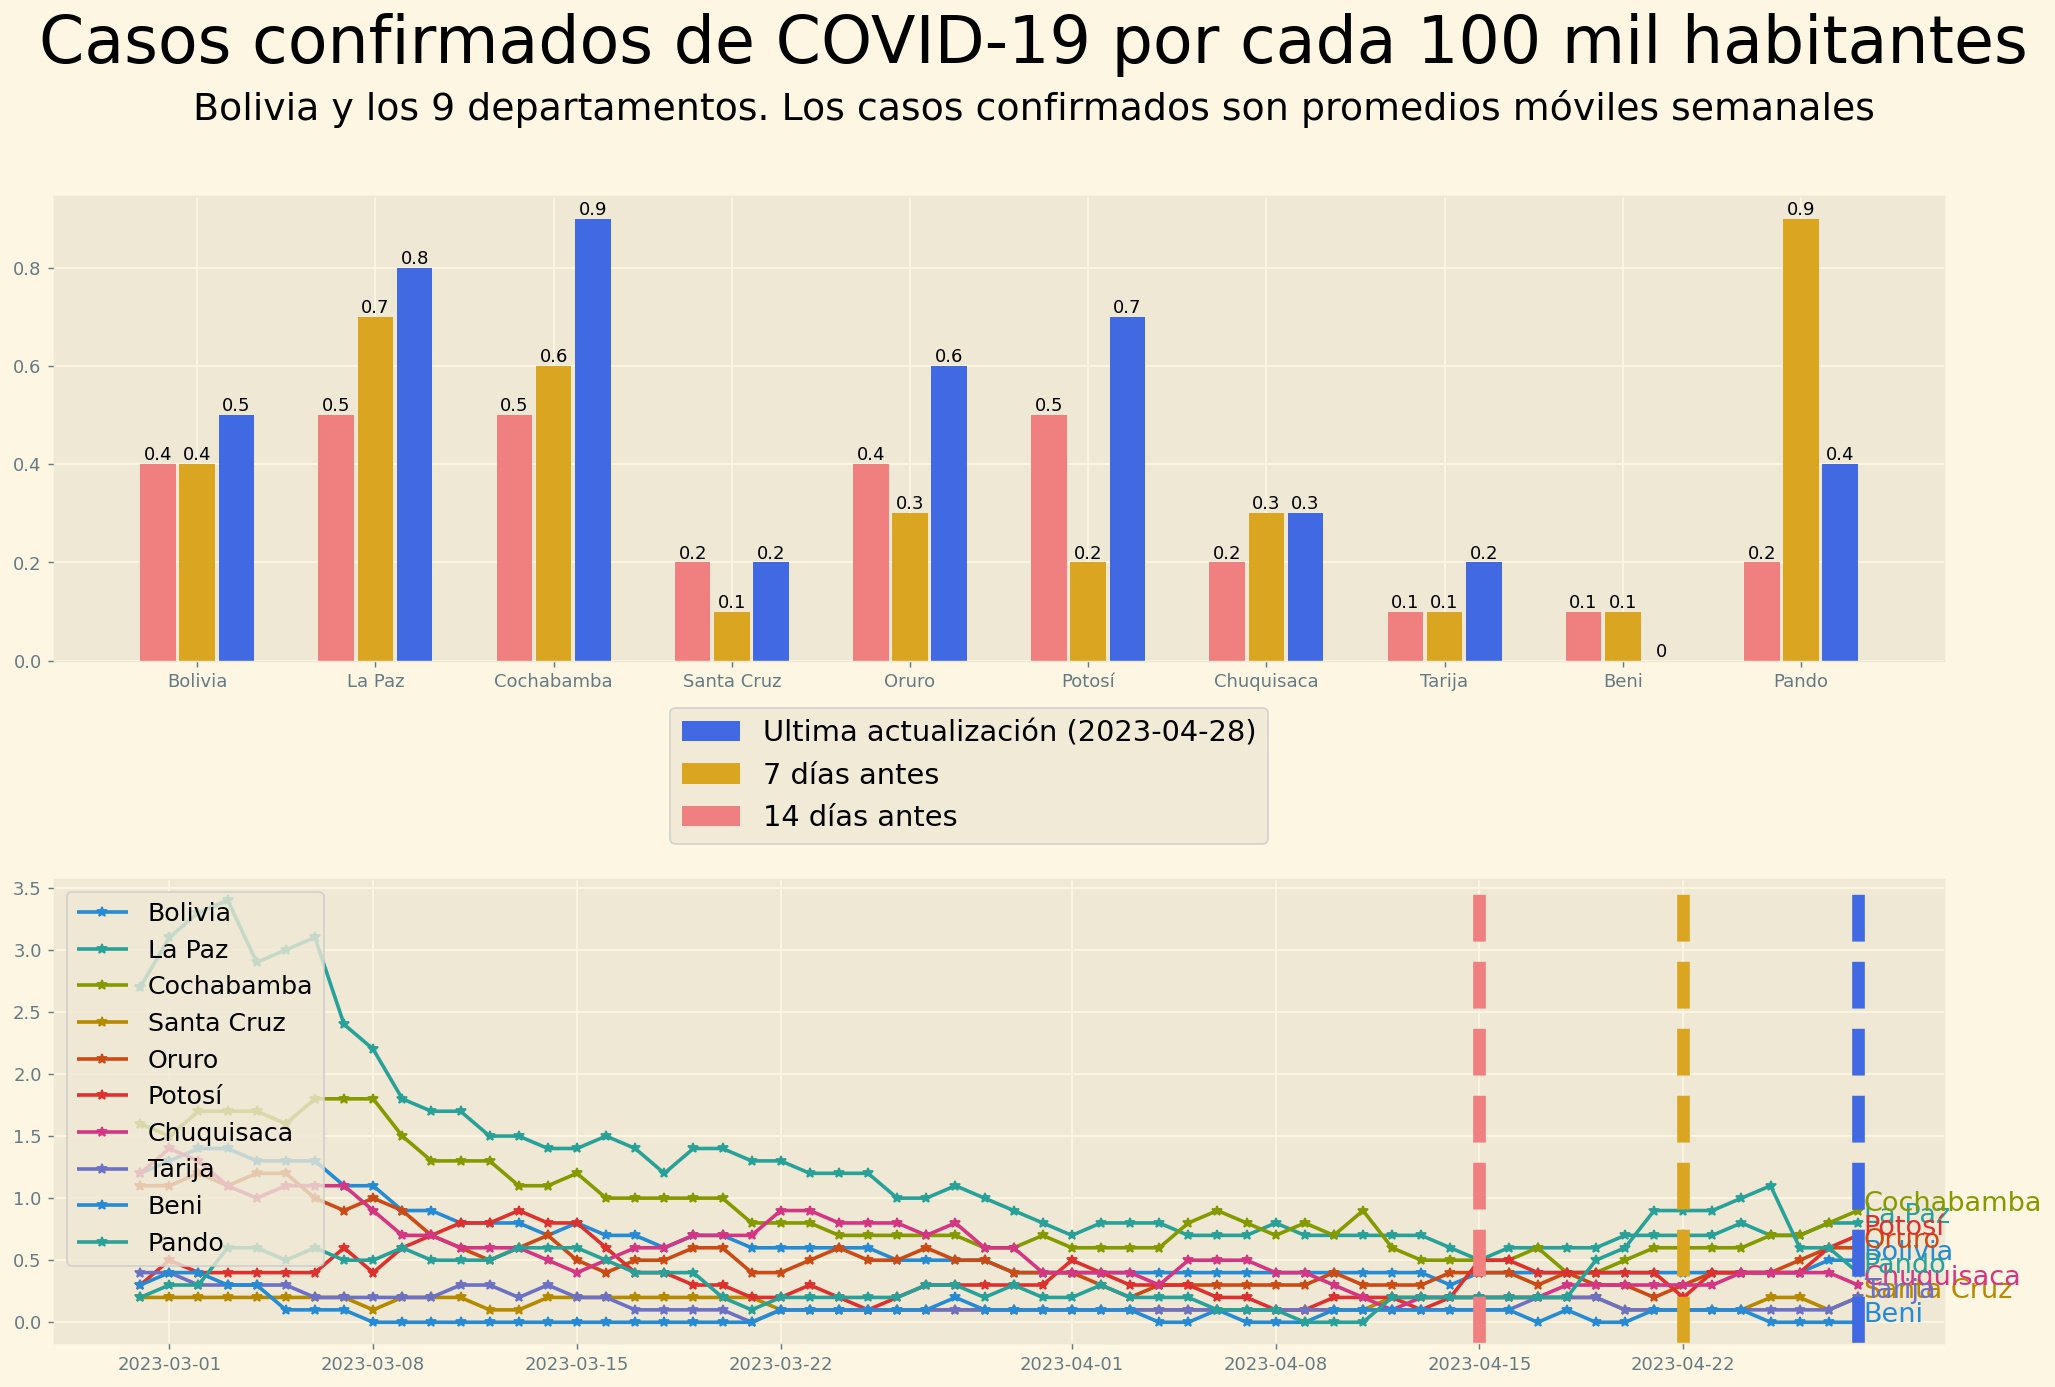 Casos confirmados de COVID-19 por cada 100 mil habitantes
Bolivia y los 9 departamentos. Los casos confirmados son promedios móviles semanales
0.9
0.9
0.8
0.8
0.7
0.7
0.6
0.6
0.6
0.5
0.5
0.5
0.5
0.4
0.4
0.4
0.4
0.4
0.3
0.3
0.3
0.2
0.2
0.2
0.2
0.2
0.2
0.2
0.1
0.1
0.1
0.1
0.1
0
0.0
Bolivia
La Paz
Cochabamba
Santa Cruz
Oruro
Potosí
Chuquisaca
Tarija
Beni
Pando
Ultima actualización (2023-04-28)
7 días antes
14 días antes
3.5
3.0
2.5
2.0
1.5
1.0
0.5
0.0
Bolivia
La Paz
Cochabamba
Santa Cruz
Oruro
Potosí
Chuquisaca
Tarija
Beni
Pando
Cochabamba
La Paz
Potosí
Oruro
Bolivia
Pando
Chuquisaca
Tarija
Santa Cruz
Beni
2023-03-01
2023-03-08
2023-03-15
2023-03-22
2023-04-01
2023-04-08
2023-04-15
2023-04-22